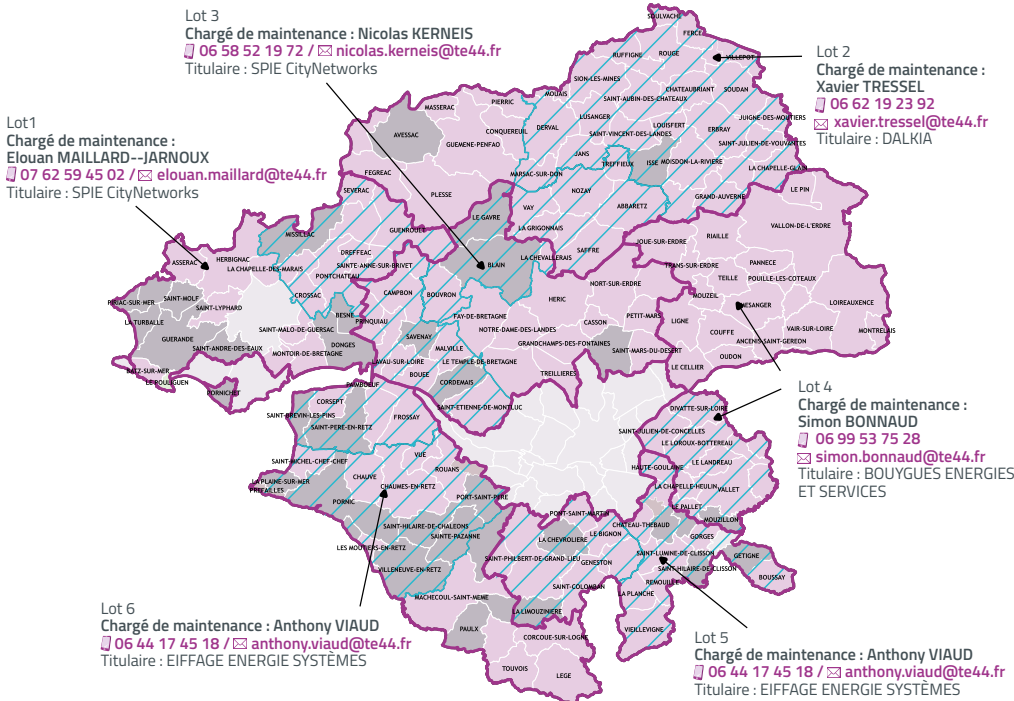 Lot 3
Chargé de maintenance : Nicolas KERNEIS
06 58 52 19 72 / nicolas.kerneis@te44.fr
Titulaire : SPIE CityNetworks
Lot 2
Chargé de maintenance :
Xavier TRESSEL
06 62 19 23 92
xavier.tressel@te44.fr
Titulaire : DALKIA
Lot1
Chargé de maintenance :
Elouan MAILLARD--JARNOUX
07 62 59 45 02 / elouan.maillard@te44.fr
Titulaire : SPIE CityNetworks
Lot 4
Chargé de maintenance :
Simon BONNAUD
06 99 53 75 28
simon.bonnaud@te44.fr
Titulaire : BOUYGUES ENERGIES
ET SERVICES
Lot 6
Chargé de maintenance : Anthony VIAUD
06 44 17 45 18 / anthony.viaud@te44.fr
Titulaire : EIFFAGE ENERGIE SYSTÈMES
Lot 5
Chargé de maintenance : Anthony VIAUD
06 44 17 45 18 / anthony.viaud@te44.fr
Titulaire : EIFFAGE ENERGIE SYSTÈMES
SOULVACHE
FERCE
RUFFIGNE
ROUGE
VILLEPOT
SION-LES-MINES
CHATEAUBRIANT
SOUDAN
MOUAIS
SAINT-AUBIN-DES-CHATEAUX
PIERRIC
MASSERAC
LUSANGER
JUIGNE-DES-MOUTIERS
AVESSAC
CONQUEREUIL
DERVAL
LOUISFERT
ERBRAY
SAINT-VINCENT-DES-LANDES
SAINT-JULIEN-DE-VOUVANTES
GUEMENE-PENFAO
JANS
TREFFIEUX
ISSE
MOISDON-LA-RIVIERE
LA CHAPELLE-GLAIN
FEGREAC
MARSAC-SUR-DON
SEVERAC
PLESSE
NOZAY
GRAND-AUVERNE
LE PIN
ABBARETZ
VAY
LE GAVRE
MISSILLAC
GUENROUET
LA GRIGONNAIS
VALLON-DE-L'ERDRE
RIAILLE
JOUE-SUR-ERDRE
SAFFRE
DREFFEAC
LA CHEVALLERAIS
BLAIN
HERBIGNAC
ASSERAC
LA CHAPELLE-DES-MARAIS
SAINTE-ANNE-SUR-BRIVET
PONTCHATEAU
TRANS-SUR-ERDRE
PANNECE
TEILLE
POUILLE-LES-COTEAUX
NORT-SUR-ERDRE
CROSSAC
CAMPBON
BOUVRON
HERIC
MOUZEIL
MESANGER
LOIREAUXENCE
PIRIAC-SUR-MER
SAINT-MOLF
SAINT-LYPHARD
BESNE
PRINQUIAU
FAY-DE-BRETAGNE
PETIT-MARS
LIGNE
LA TURBALLE
CASSON
SAINT-MALO-DE-GUERSAC
NOTRE-DAME-DES-LANDES
COUFFE
VAIR-SUR-LOIRE
MONTRELAIS
GUERANDE
SAVENAY
MALVILLE
GRANDCHAMPS-DES-FONTAINES
ANCENIS-SAINT-GEREON
SAINT-ANDRE-DES-EAUX
MONTOIR-DE-BRETAGNE
DONGES
SAINT-MARS-DU-DESERT
LAVAU-SUR-LOIRE
LE TEMPLE-DE-BRETAGNE
OUDON
LE CELLIER
BATZ-SUR-MER
BOUEE
TREILLIERES
LE POULIGUEN
PORNICHET
PAIMBOEUF
CORDEMAIS
CORSEPT
SAINT-ETIENNE-DE-MONTLUC
DIVATTE-SUR-LOIRE
SAINT-BREVIN-LES-PINS
FROSSAY
SAINT-PERE-EN-RETZ
SAINT-JULIEN-DE-CONCELLES
LE LOROUX-BOTTEREAU
VUE
SAINT-MICHEL-CHEF-CHEF
ROUANS
LE LANDREAU
HAUTE-GOULAINE
CHAUVE
LA PLAINE-SUR-MER
PREFAILLES
CHAUMES-EN-RETZ
LA CHAPELLE-HEULIN
VALLET
PORNIC
PORT-SAINT-PERE
LE PALLET
PONT-SAINT-MARTIN
MOUZILLON
CHATEAU-THEBAUD
SAINT-HILAIRE-DE-CHALEONS
LE BIGNON
SAINTE-PAZANNE
LA CHEVROLIERE
GORGES
LES MOUTIERS-EN-RETZ
SAINT-LUMINE-DE-CLISSON
GETIGNE
SAINT-PHILBERT-DE-GRAND-LIEU
GENESTON
SAINT-HILAIRE-DE-CLISSON
VILLENEUVE-EN-RETZ
REMOUILLE
BOUSSAY
SAINT-COLOMBAN
LA PLANCHE
MACHECOUL-SAINT-MEME
LA LIMOUZINIERE
VIEILLEVIGNE
PAULX
CORCOUE-SUR-LOGNE
TOUVOIS
LEGE